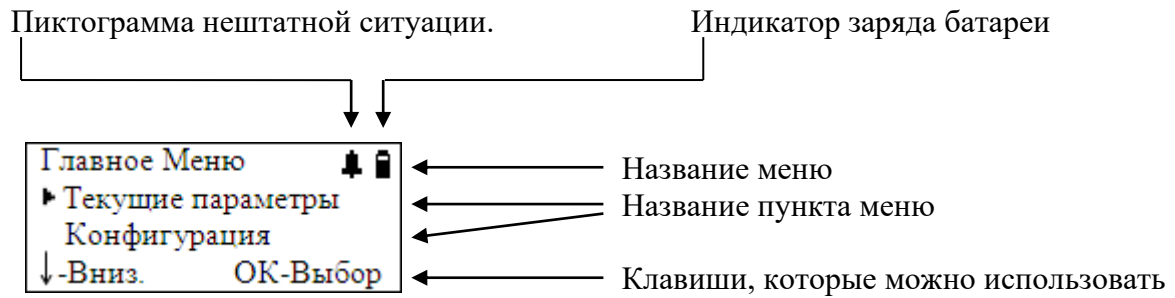 Пиктограмма нештатной ситуации.
Индикатор заряда батареи
Главное Меню
Название меню
Текущие параметры
Название пункта меню
Конфигурация
↓-Вниз. ОК-Выбор
Клавиши, которые можно использовать